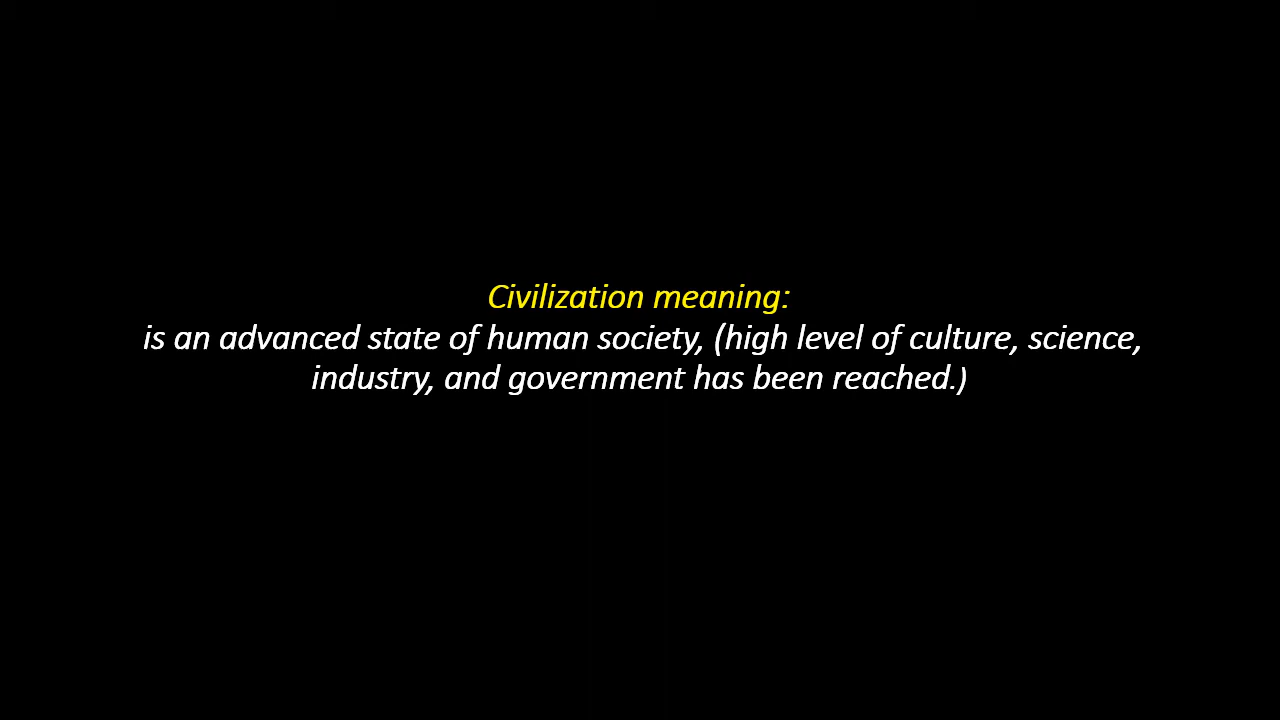 Civilization meaning:
is an advanced state of human society, (high level of culture, science,
industry, and government has been reached.)